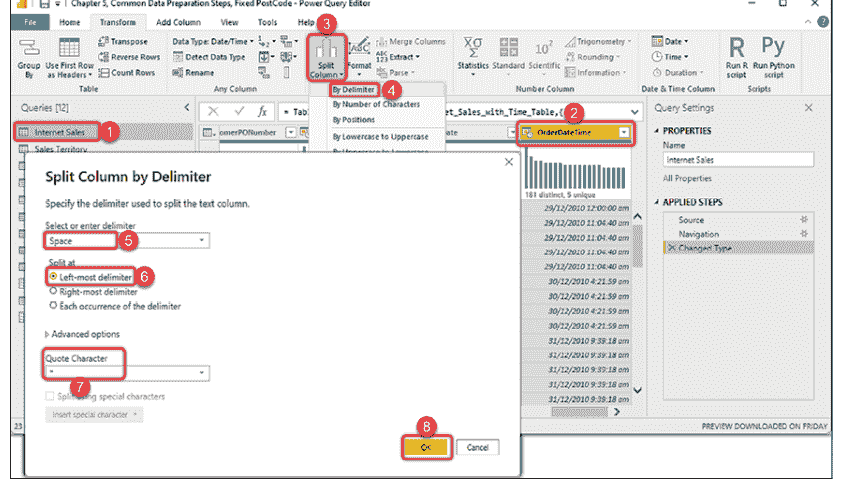 Chapter 5, Common Data Preparation Steps, Fixed PostCode - Power Query Editor
File Home Transform Add Column View Tools Help
3
Group By
Use First Row as Headers
Transpose
Reverse Rows
Count Rows
Table
Data Type: Date/Time
Detect Data Type
Rename
Any Column
Split Column
Format
Merge Columns
Extract
Parse
Statistics Standard Scientific
10²
Trigonometry
Rounding
Information
Number Column
Date
Time
Duration
Date & Time Column
R Py
Run R script
Run Python script
Scripts
By Delimiter
4
By Number of Characters
By Positions
By Lowercase to Uppercase
Queries [12]
Internet Sales
1
Sales Territory
fx = Tab
et_Sales_with_Time_Table,{
2
omerPONumber
ate
OrderDateTime
181 distinct, 5 unique
29/12/2010 12:00:00 am
29/12/2010 11:04:40 am
29/12/2010 11:04:40 am
29/12/2010 11:04:40 am
29/12/2010 11:04:40 am
30/12/2010 4:21:59 am
30/12/2010 4:21:59 am
30/12/2010 4:21:59 am
30/12/2010 4:21:59 am
31/12/2010 9:39:18 am
31/12/2010 9:39:18 am
31/12/2010 9:39:18 am
31/12/2010 9:39:18 am
31/12/2010 9:39:18 am
Query Settings
PROPERTIES
Name
Internet Sales
All Properties
APPLIED STEPS
Source
Navigation
Changed Type
Split Column by Delimiter
Specify the delimiter used to split the text column.
Select or enter delimiter
Space
5
Split at
Left-most delimiter
6
Right-most delimiter
Each occurrence of the delimiter
Advanced options
Quote Character
"
7
Split using special characters
Insert special character
8
OK
Cancel
23
PREVIEW DOWNLOADED ON FRIDAY